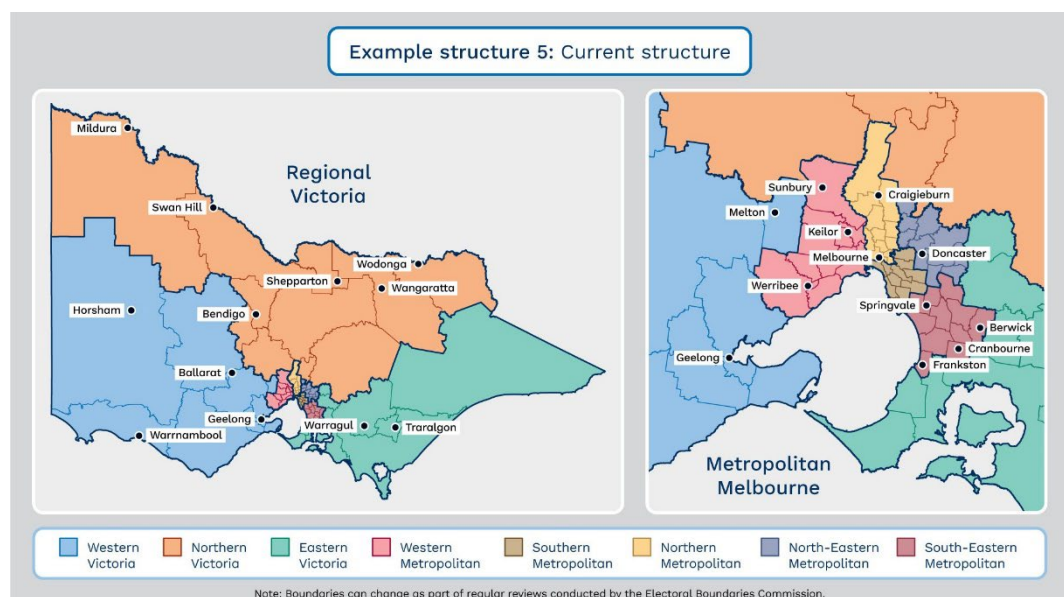 Example structure 5: Current structure
Regional
Victoria
Mildura
Swan Hill
Wodonga
Shepparton
Wangaratta
Horsham
Bendigo
Ballarat
Geelong
Warragul
Traralgon
Warrnambool
Sunbury
Craigieburn
Melton
Keilor
Melbourne
Doncaster
Werribee
Springvale
Berwick
Geelong
Cranbourne
Frankston
Metropolitan
Melbourne
Western
Victoria
Northern
Victoria
Eastern
Victoria
Western
Metropolitan
Southern
Metropolitan
Northern
Metropolitan
North-Eastern
Metropolitan
South-Eastern
Metropolitan
Note: Boundaries can change as part of regular reviews conducted by the Electoral Boundaries Commission.